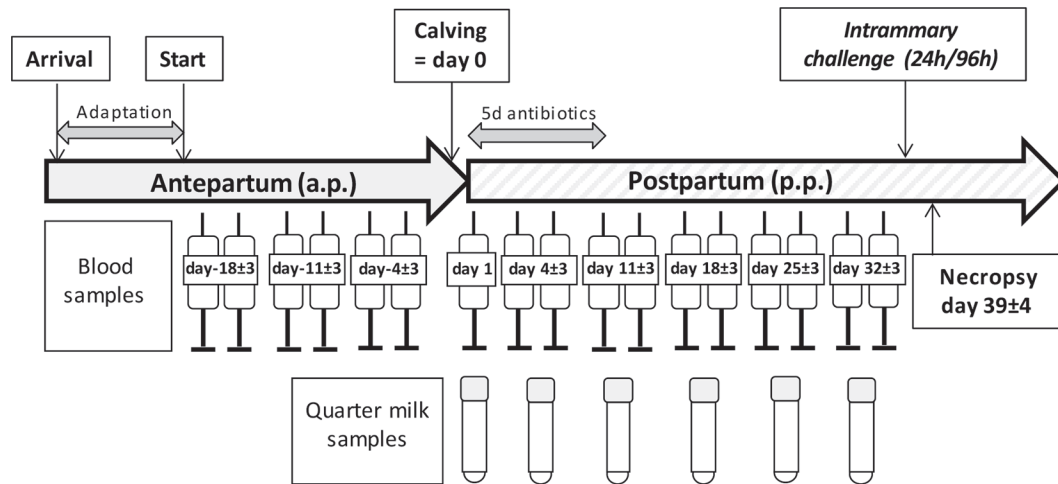 Arrival
Start
Calving
= day 0
Intrammary
challenge (24h/96h)
Adaptation
5d antibiotics
Antepartum (a.p.)
Postpartum (p.p.)
Blood
samples
day-18±3
day-11±3
day-4±3
day 1
day 4±3
day 11±3
day 18±3
day 25±3
day 32±3
Necropsy
day 39±4
Quarter milk
samples